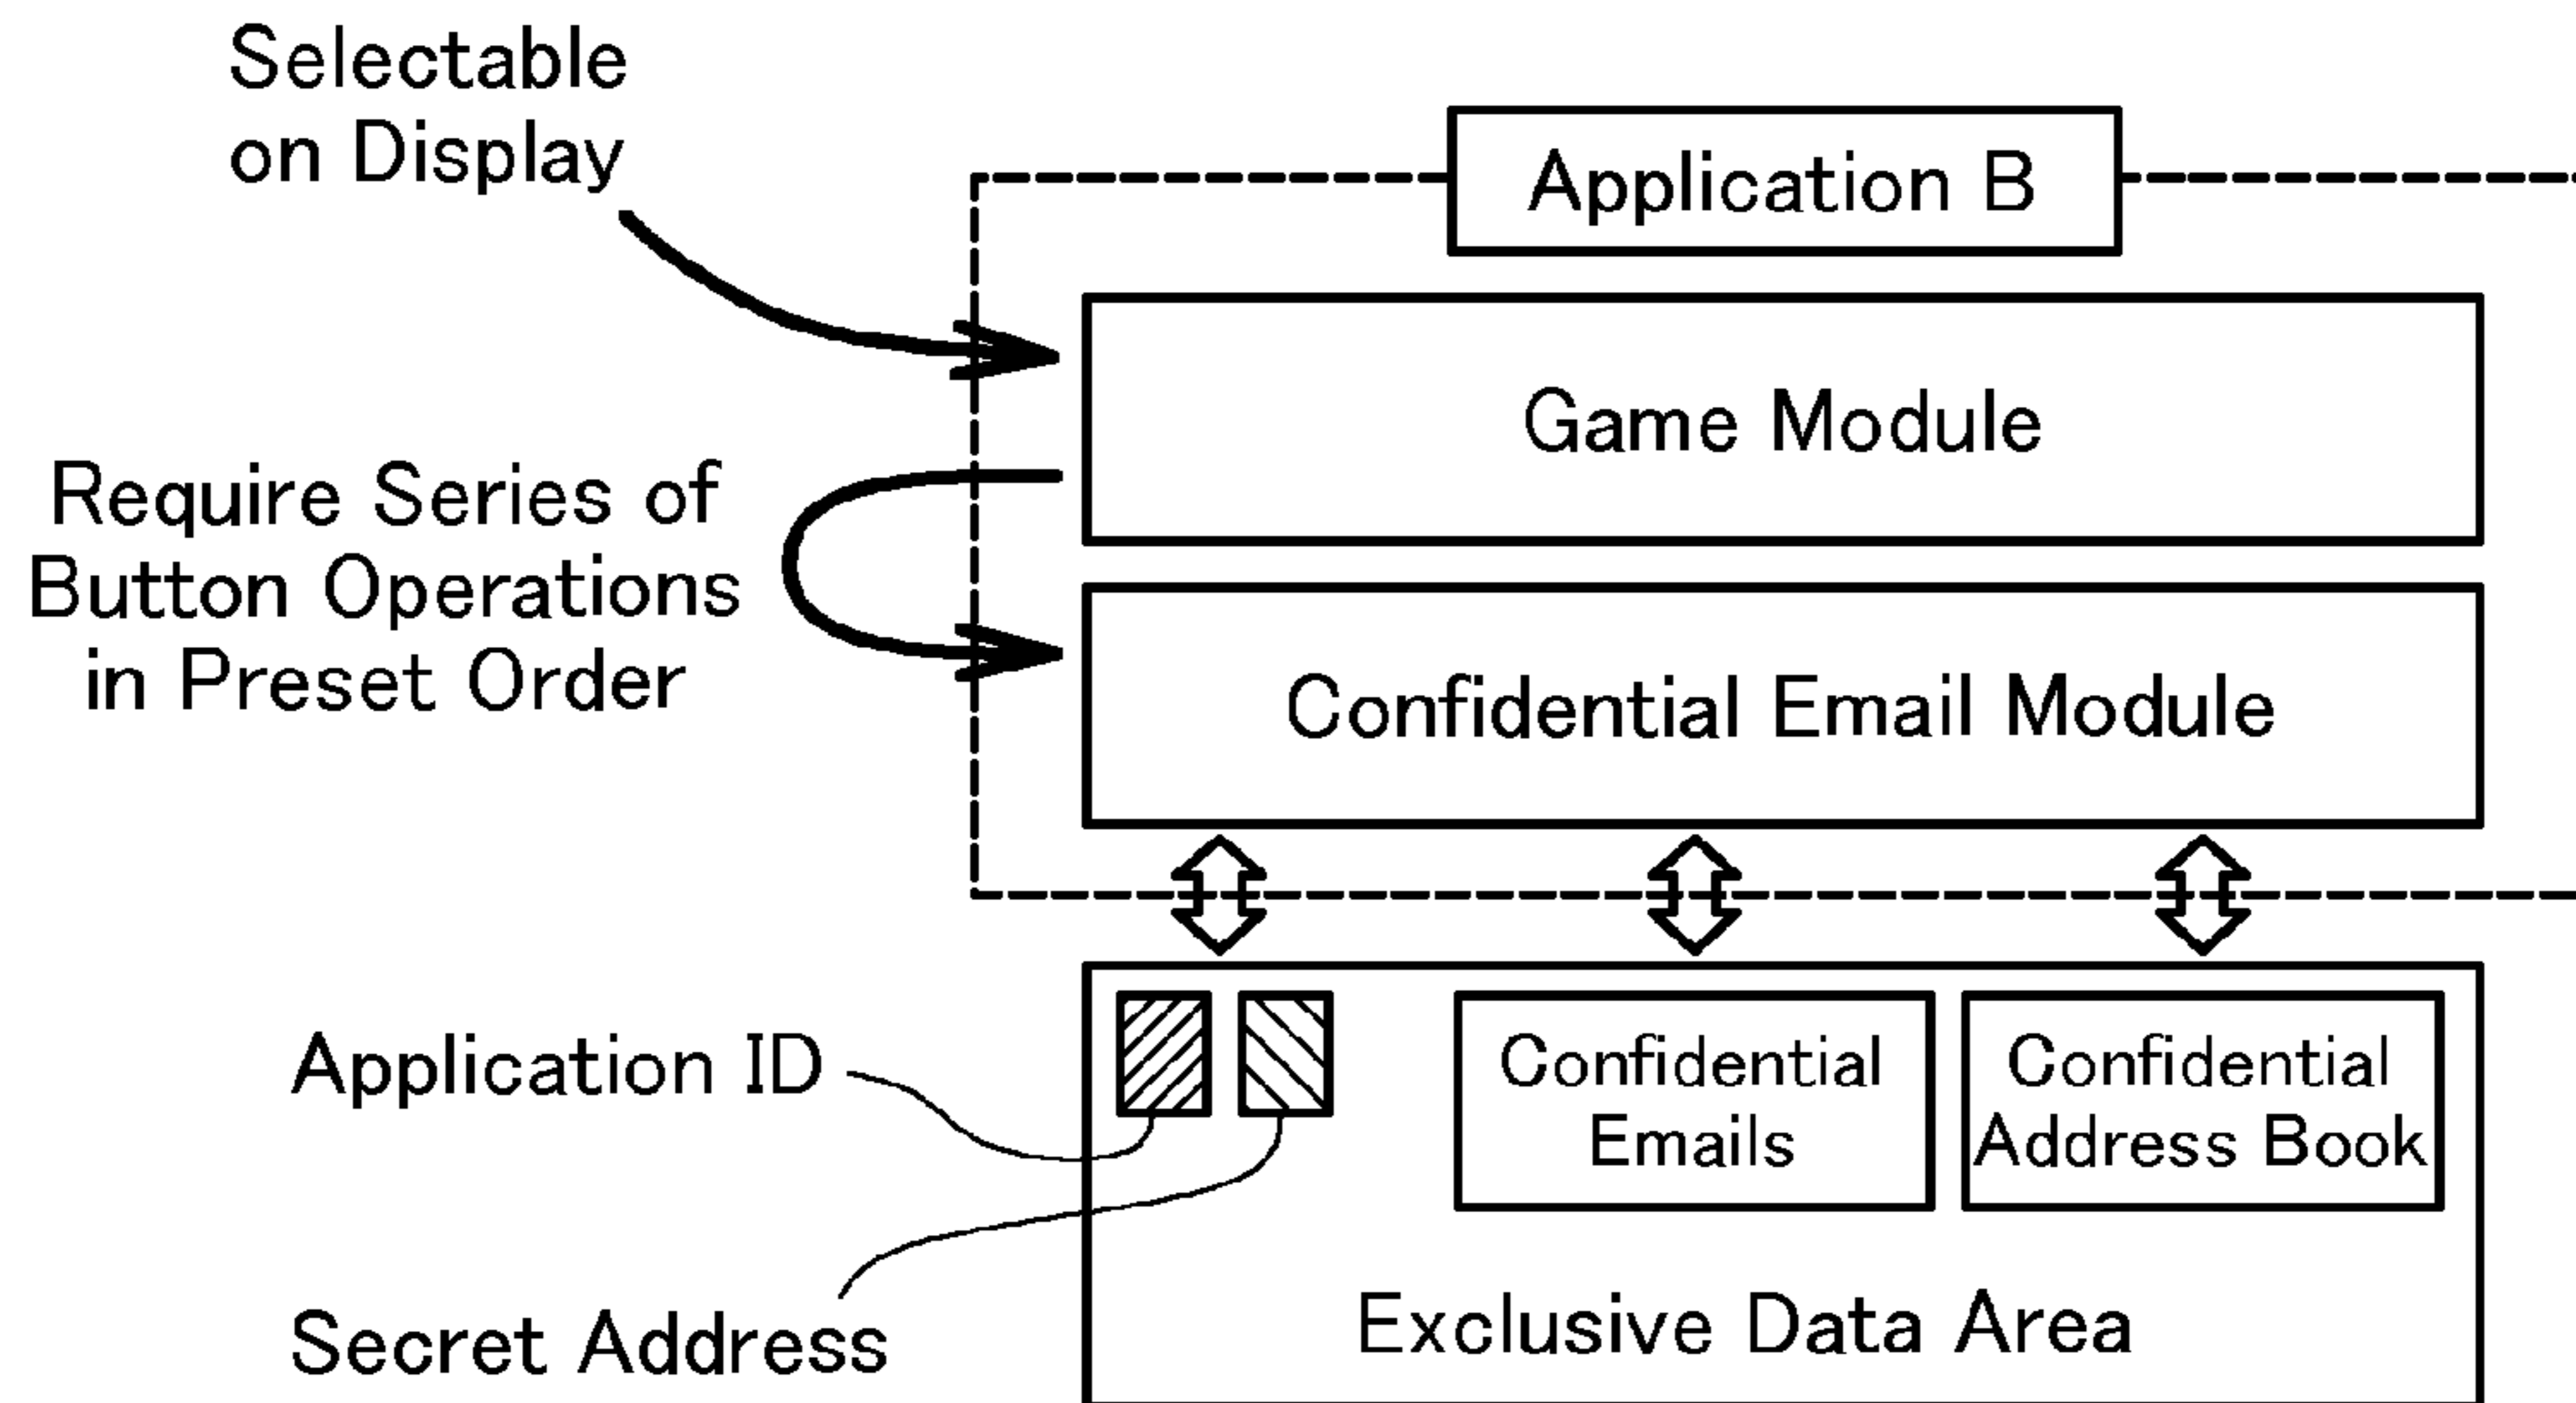 Selectable
on Display
Application B
Game Module
Require Series of
Button Operations
in Preset Order
Confidential Email Module
Application ID
Confidential
Emails
Confidential
Address Book
Secret Address
Exclusive Data Area